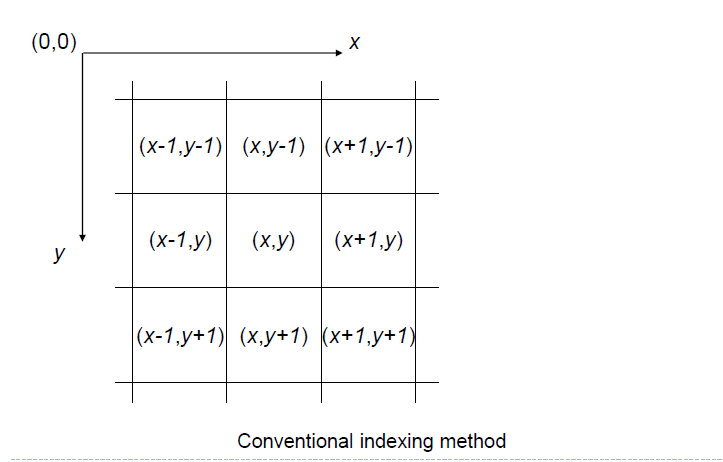 (0,0)
x
(x-1,y-1) (x,y-1) (x+1,y-1)
(x-1,y) (x,y) (x+1,y)
y
(x-1,y+1) (x,y+1) (x+1,y+1)
Conventional indexing method